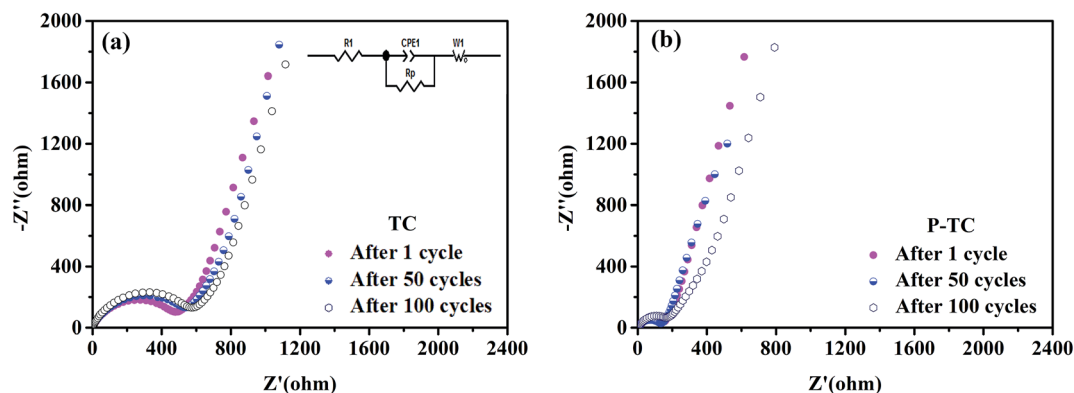 (a)
R1
CPE1
W1
o
Rp
-Z''(ohm)
2000
1600
1200
800
400
0
TC
After 1 cycle
After 50 cycles
After 100 cycles
0 400 800 1200 1600 2000 2400
Z'(ohm)
(b)
-Z''(ohm)
2000
1600
1200
800
400
0
P-TC
After 1 cycle
After 50 cycles
After 100 cycles
0 400 800 1200 1600 2000 2400
Z'(ohm)